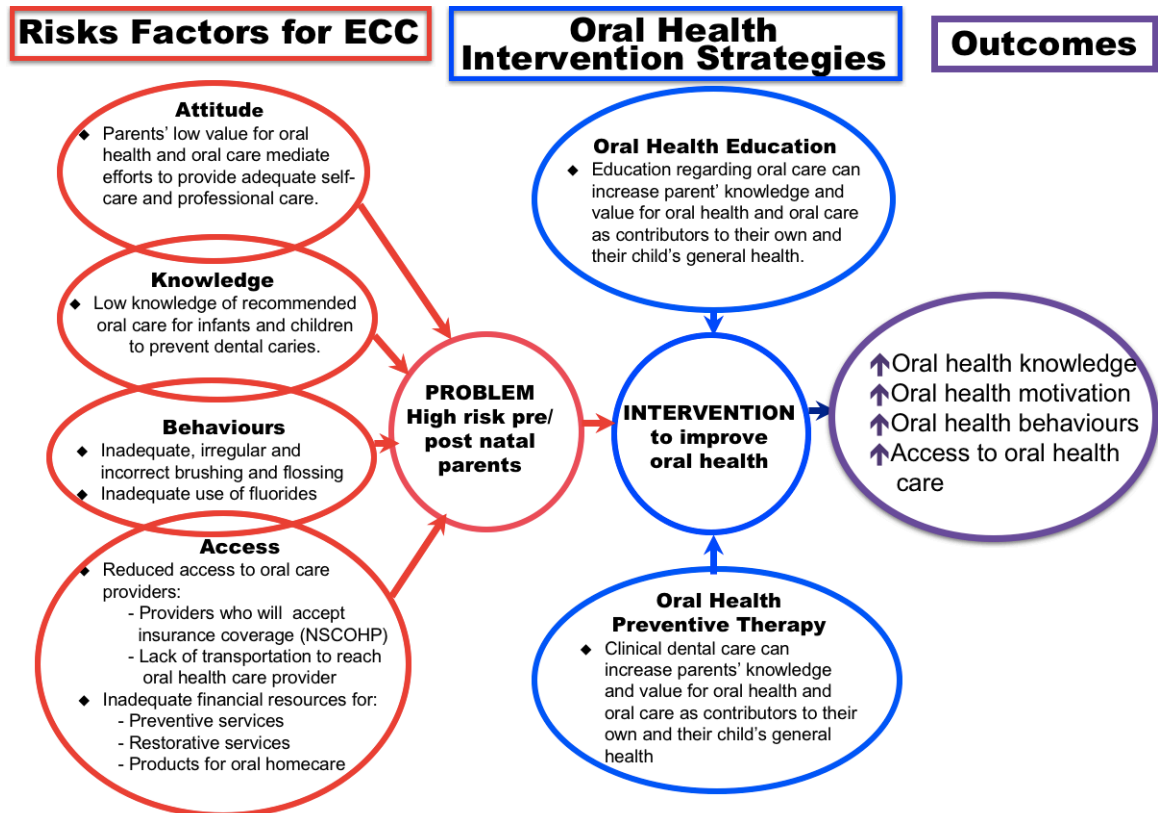 Risks Factors for ECC
Oral Health
Intervention Strategies
Outcomes
Attitude
◆ Parents' low value for oral
health and oral care mediate
efforts to provide adequate self-
care and professional care.
Knowledge
◆ Low knowledge of recommended
oral care for infants and children
to prevent dental caries.
Behaviours
◆ Inadequate, irregular and
incorrect brushing and flossing
◆ Inadequate use of fluorides
Access
◆ Reduced access to oral care
providers:
- Providers who will accept
insurance coverage (NSCOHP)
- Lack of transportation to reach
oral health care provider
◆ Inadequate financial resources for:
- Preventive services
- Restorative services
- Products for oral homecare
PROBLEM
High risk pre/
post natal
parents
Oral Health Education
◆ Education regarding oral care can
increase parent' knowledge and
value for oral health and oral care
as contributors to their own and
their child's general health.
INTERVENTION
to improve
oral health
Oral Health
Preventive Therapy
◆ Clinical dental care can
increase parents' knowledge
and value for oral health and
oral care as contributors to their
own and their child's general
health
↑Oral health knowledge
↑Oral health motivation
↑Oral health behaviours
↑Access to oral health
care